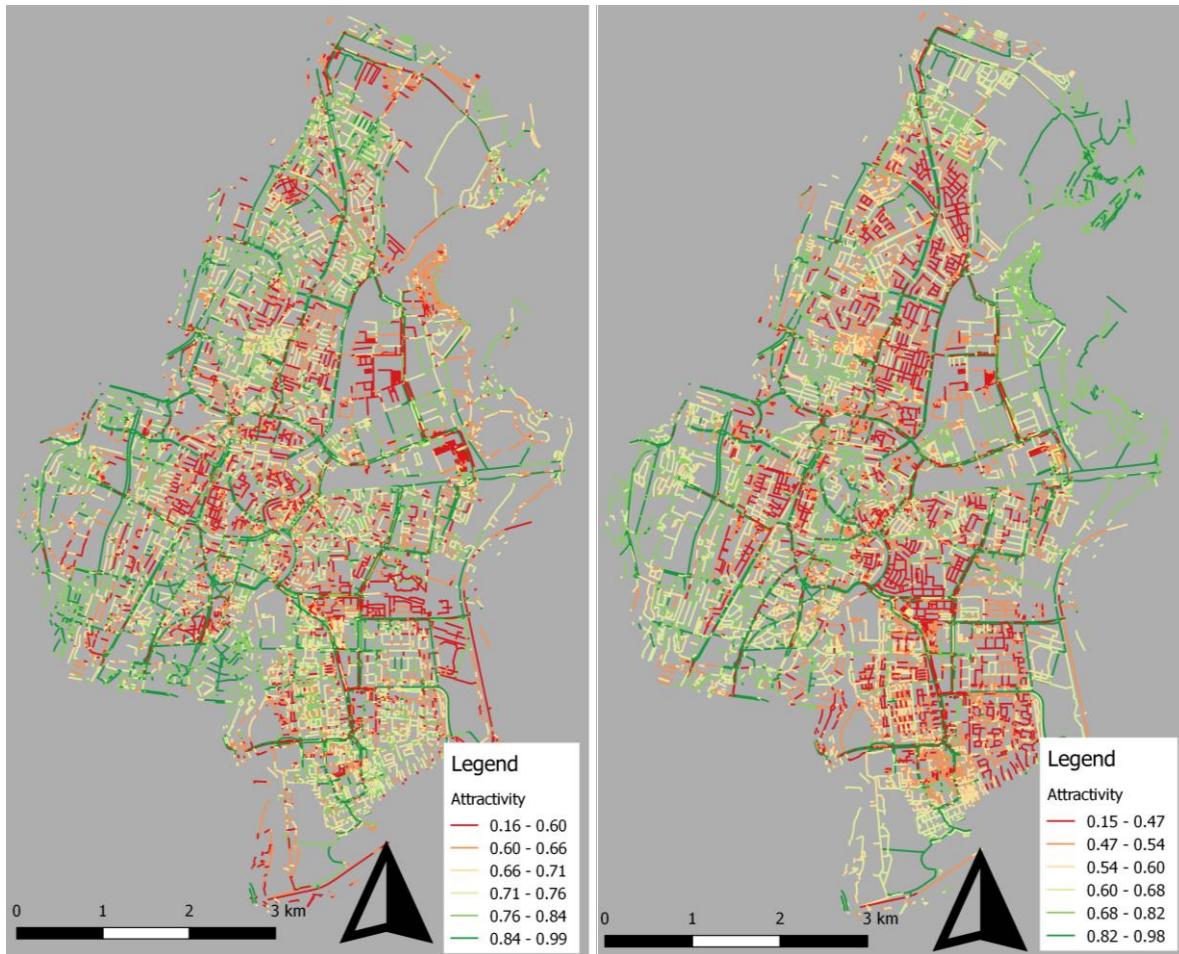 Legend
Attractivity
0.16 - 0.60
0.60 - 0.66
0.66 - 0.71
0.71 - 0.76
0.76 - 0.84
0.84 - 0.99
0 1 2 3 km
Legend
Attractivity
0.15 - 0.47
0.47 - 0.54
0.54 - 0.60
0.60 - 0.68
0.68 - 0.82
0.82 - 0.98
0 1 2 3 km